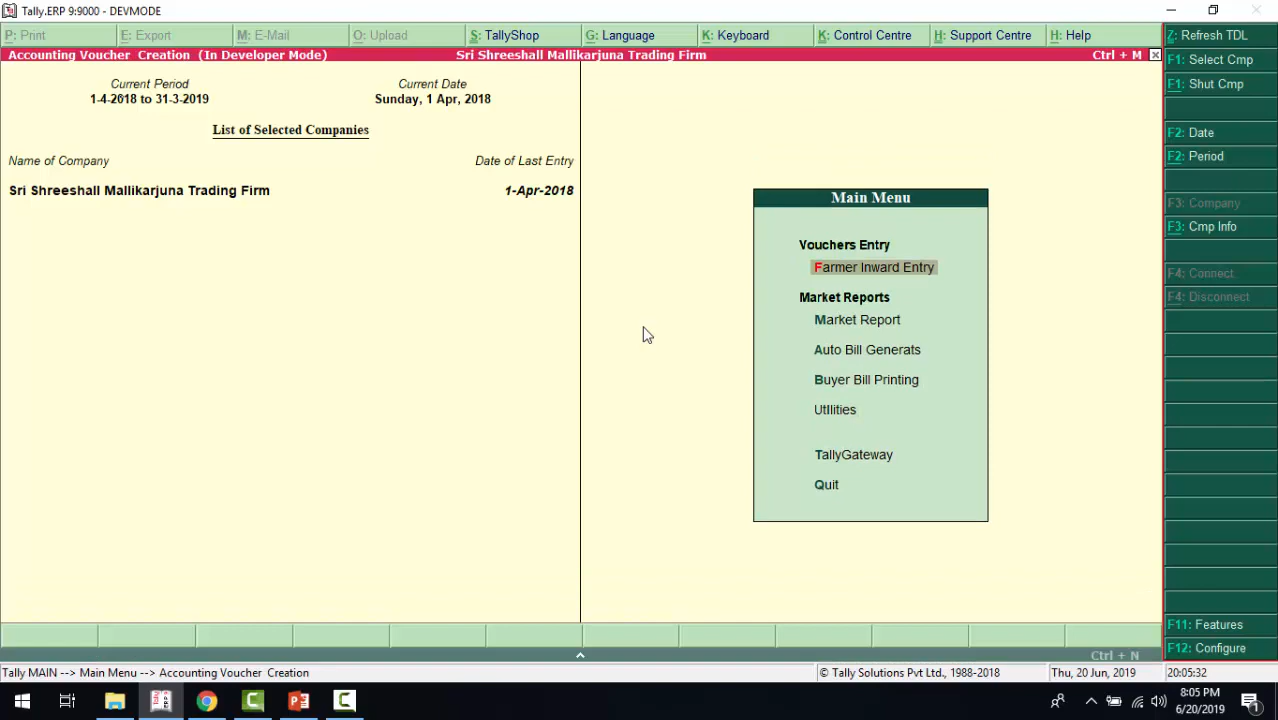 Tally.ERP 9:9000 - DEVMODE
P: Print E: Export M: E-Mail O: Upload S: TallyShop G: Language K: Keyboard K: Control Centre H: Support Centre H: Help
Accounting Voucher Creation (In Developer Mode) Sri Shreeshall Mallikarjuna Trading Firm Ctrl + M
Current Period Current Date
1-4-2018 to 31-3-2019 Sunday, 1 Apr, 2018
List of Selected Companies
Name of Company Date of Last Entry
Sri Shreeshall Mallikarjuna Trading Firm 1-Apr-2018
Main Menu
Vouchers Entry
Farmer Inward Entry
Market Reports
Market Report
Auto Bill Generats
Buyer Bill Printing
UtIlities
TallyGateway
Quit
Z: Refresh TDL
F1: Select Cmp
F1: Shut Cmp
F2: Date
F2: Period
F3: Company
F3: Cmp Info
F4: Connect
F4: Disconnect
F11: Features
F12: Configure
Ctrl + N
Tally MAIN --> Main Menu --> Accounting Voucher Creation © Tally Solutions Pvt Ltd., 1988-2018 Thu, 20 Jun, 2019 20:05:32
8:05 PM
6/20/2019
1